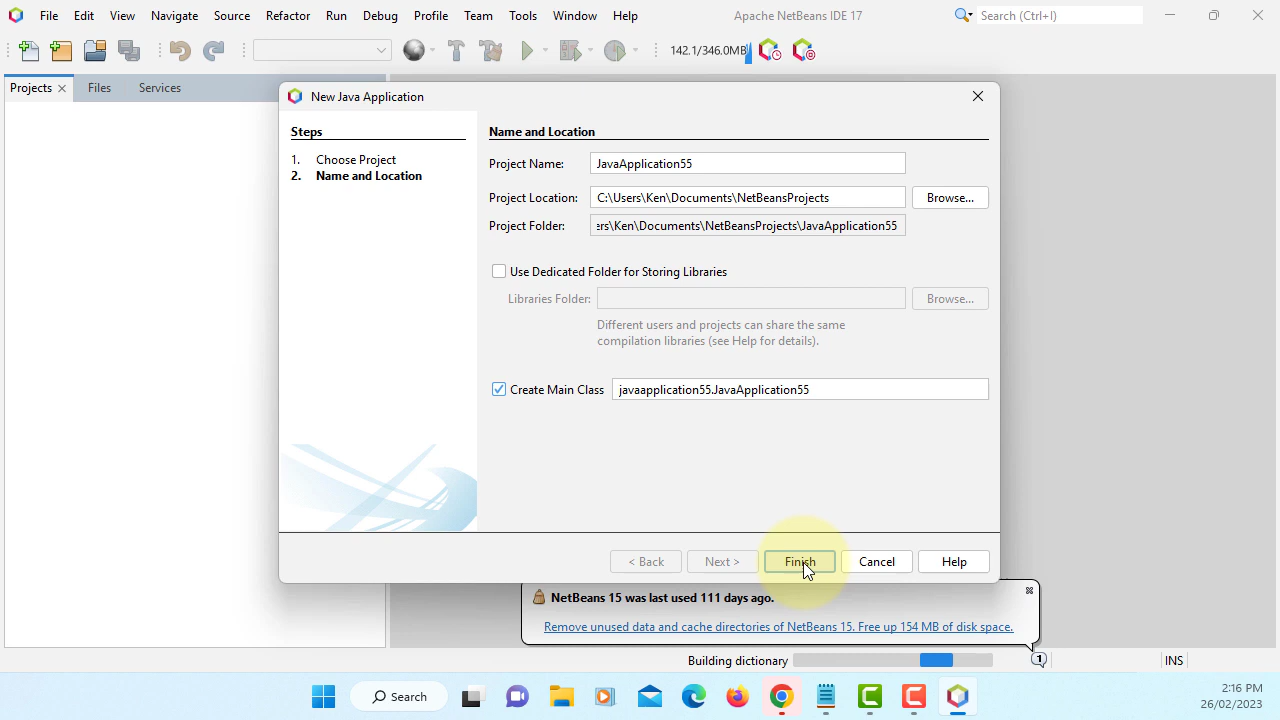 File Edit View Navigate Source Refactor Run Debug Profile Team Tools Window Help
Apache NetBeans IDE 17
Search (Ctrl+I)
142.1/346.0MB
Projects
Files
Services
New Java Application
Steps
1. Choose Project
2. Name and Location
Name and Location
Project Name: JavaApplication55
Project Location: C:\Users\Ken\Documents\NetBeansProjects Browse...
Project Folder: ers\Ken\Documents\NetBeansProjects\JavaApplication55
Use Dedicated Folder for Storing Libraries
Libraries Folder: Browse...
Different users and projects can share the same
compilation libraries (see Help for details).
Create Main Class javaapplication55.JavaApplication55
< Back Next > Finish Cancel Help
NetBeans 15 was last used 111 days ago.
Remove unused data and cache directories of NetBeans 15. Free up 154 MB of disk space.
Building dictionary 1 INS
Search
2:16 PM
26/02/2023